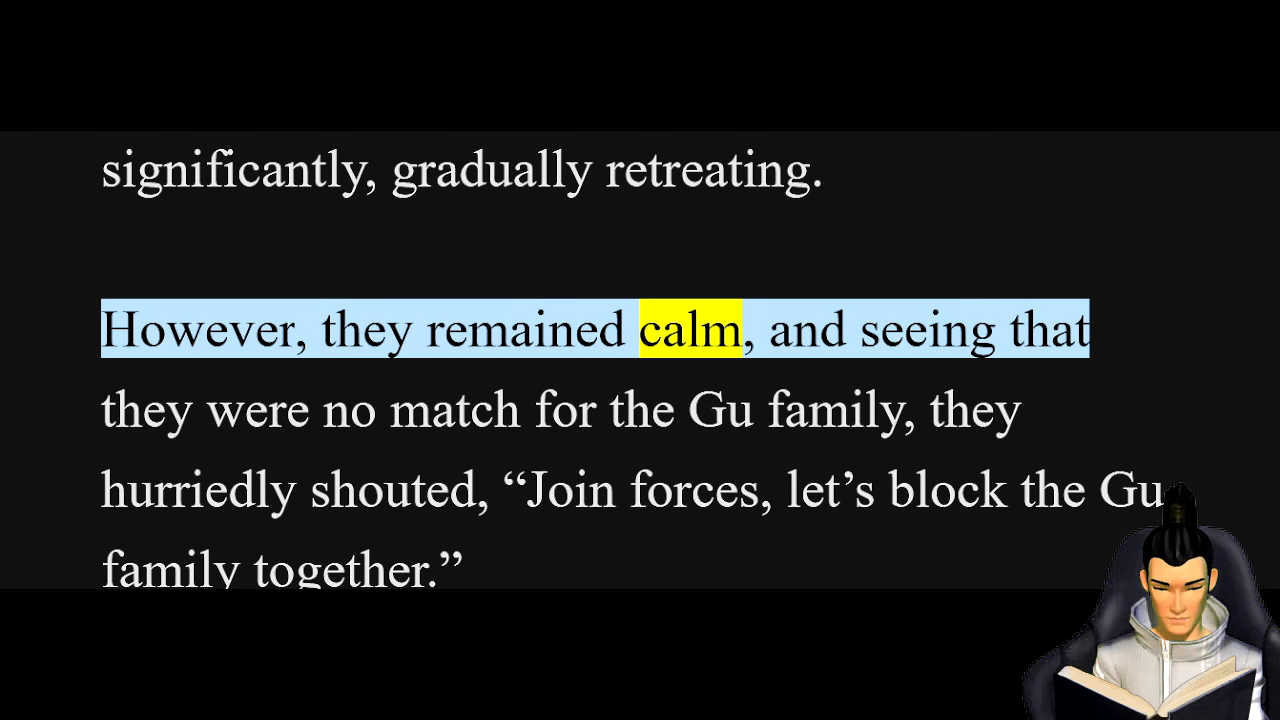 significantly, gradually retreating.
However, they remained calm, and seeing that
they were no match for the Gu family, they
hurriedly shouted, “Join forces, let’s block the Gu
family together.”